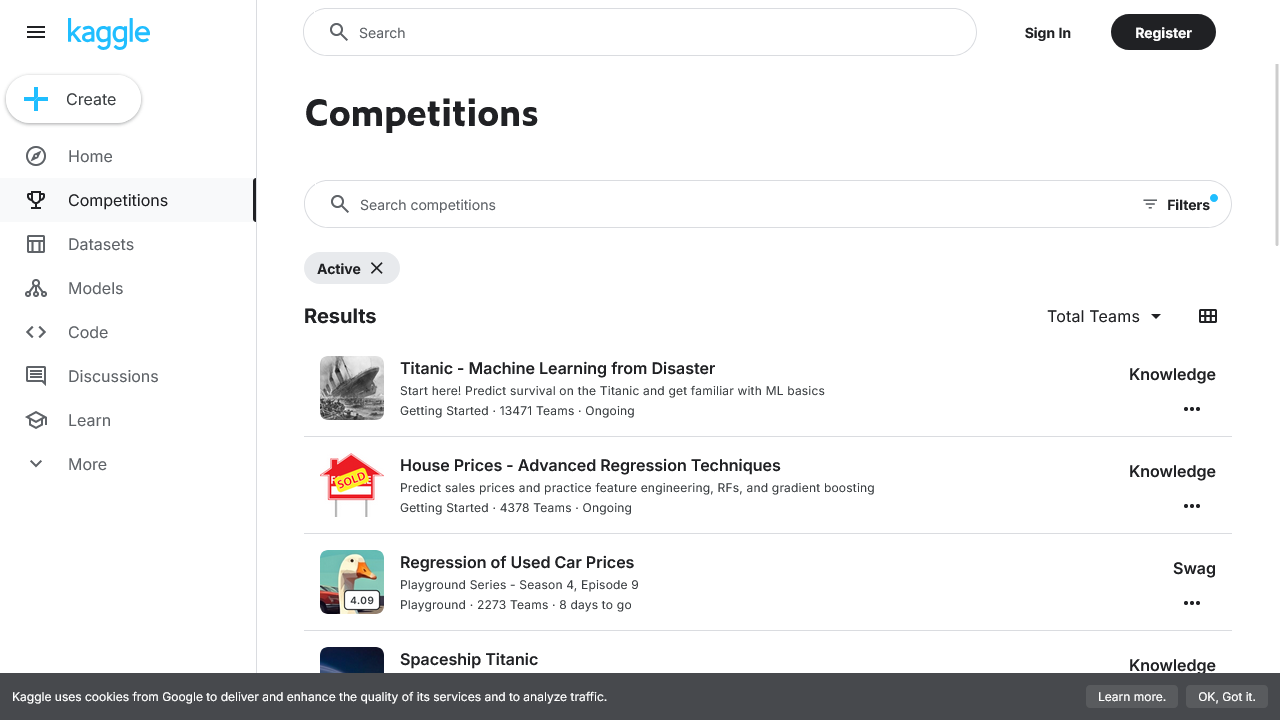 kaggle
Search
Sign In
Register
Create
Home
Competitions
Datasets
Models
Code
Discussions
Learn
More
Competitions
Search competitions
Filters
Active
Results
Total Teams
Titanic - Machine Learning from Disaster
Start here! Predict survival on the Titanic and get familiar with ML basics
Getting Started · 13471 Teams · Ongoing
Knowledge
SOLD
House Prices - Advanced Regression Techniques
Predict sales prices and practice feature engineering, RFs, and gradient boosting
Getting Started · 4378 Teams · Ongoing
Knowledge
4.09
Regression of Used Car Prices
Playground Series - Season 4, Episode 9
Playground · 2273 Teams · 8 days to go
Swag
Spaceship Titanic
Knowledge
Kaggle uses cookies from Google to deliver and enhance the quality of its services and to analyze traffic.
Learn more.
OK, Got it.